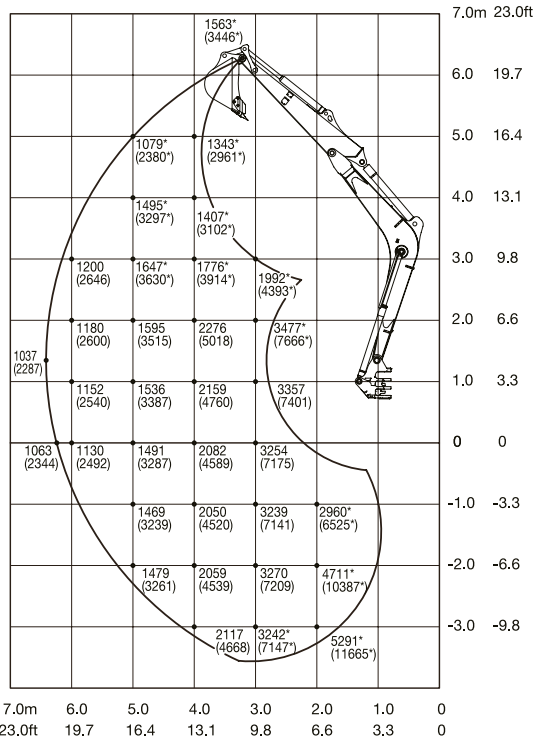 7.0m 23.0ft
1563*
(3446*)
6.0 19.7
5.0 16.4
1079* 1343*
(2380*) (2961*)
4.0 13.1
1495* 1407*
(3297*) (3102*)
3.0 9.8
1200 1647* 1776* 1992*
(2646) (3630*) (3914*) (4393*)
2.0 6.6
1180 1595 2276 3477*
(2600) (3515) (5018) (7666*)
1037
(2287)
1.0 3.3
1152 1536 2159 3357
(2540) (3387) (4760) (7401)
0 0
1063 1130 1491 2082 3254
(2344) (2492) (3287) (4589) (7175)
-1.0 -3.3
1469 2050 3239 2960*
(3239) (4520) (7141) (6525*)
-2.0 -6.6
1479 2059 3270 4711*
(3261) (4539) (7209) (10387*)
-3.0 -9.8
2117 3242* 5291*
(4668) (7147*) (11665*)
7.0m 6.0 5.0 4.0 3.0 2.0 1.0 0
23.0ft 19.7 16.4 13.1 9.8 6.6 3.3 0